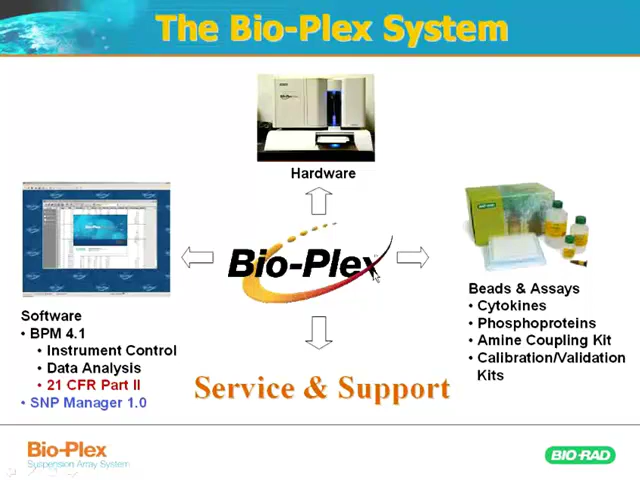 The Bio-Plex System
Hardware
Bio-Plex
Software
• BPM 4.1
• Instrument Control
• Data Analysis
• 21 CFR Part II
• SNP Manager 1.0
Beads & Assays
• Cytokines
• Phosphoproteins
• Amine Coupling Kit
• Calibration/Validation
Kits
Service & Support
Bio-Plex
Suspension Array System
BIO-RAD